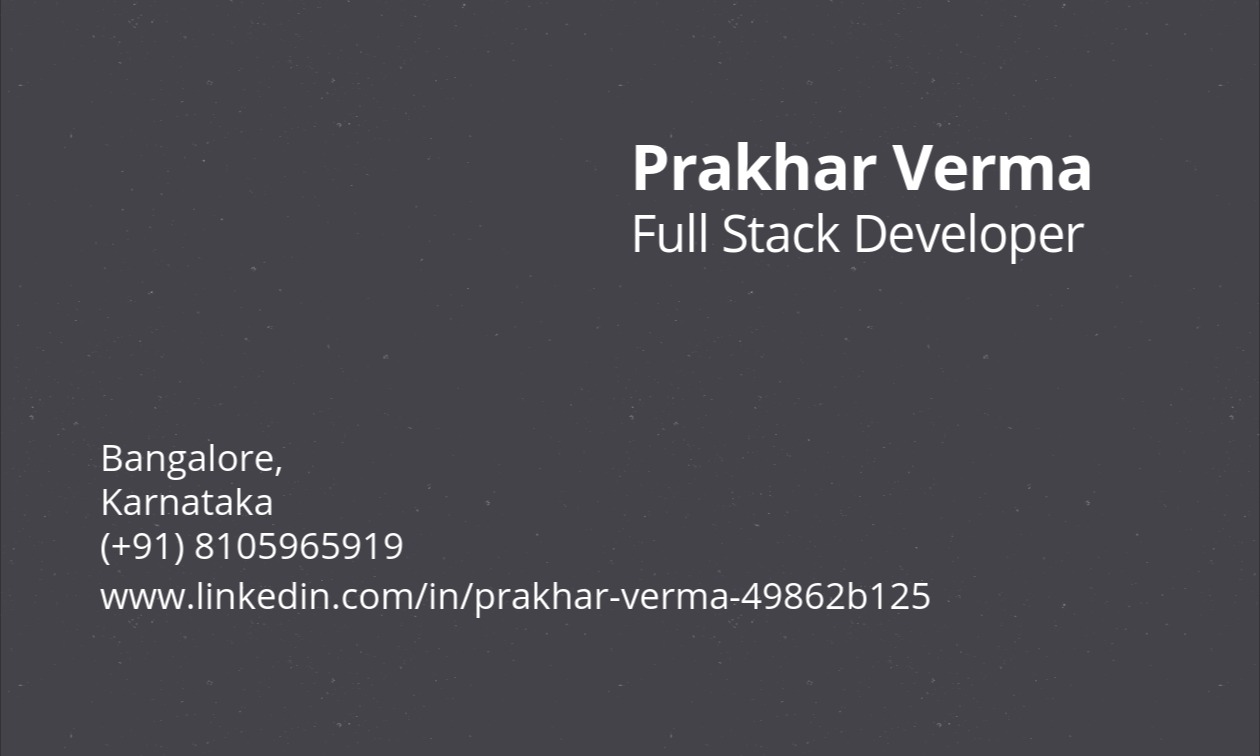 Prakhar Verma
Full Stack Developer
Bangalore,
Karnataka
(+91) 8105965919
www.linkedin.com/in/prakhar-verma-49862b125